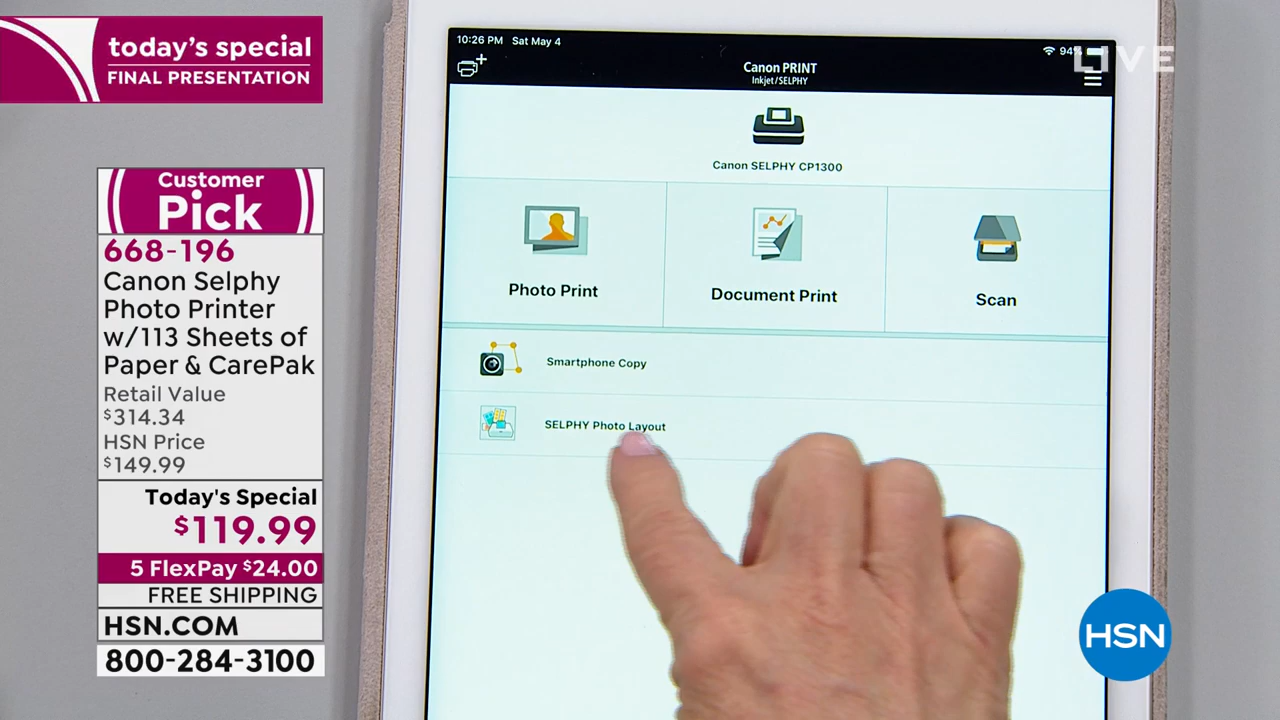 today's special
FINAL PRESENTATION
Customer
Pick
668-196
Canon Selphy
Photo Printer
w/113 Sheets of
Paper & CarePak
Retail Value
$314.34
HSN Price
$149.99
Today's Special
$119.99
5 FlexPay $24.00
FREE SHIPPING
HSN.COM
800-284-3100
10:26 PM Sat May 4
94%
LIVE
Canon PRINT
Inkjet/SELPHY
Canon SELPHY CP1300
Photo Print
Document Print
Scan
Smartphone Copy
SELPHY Photo Layout
HSN